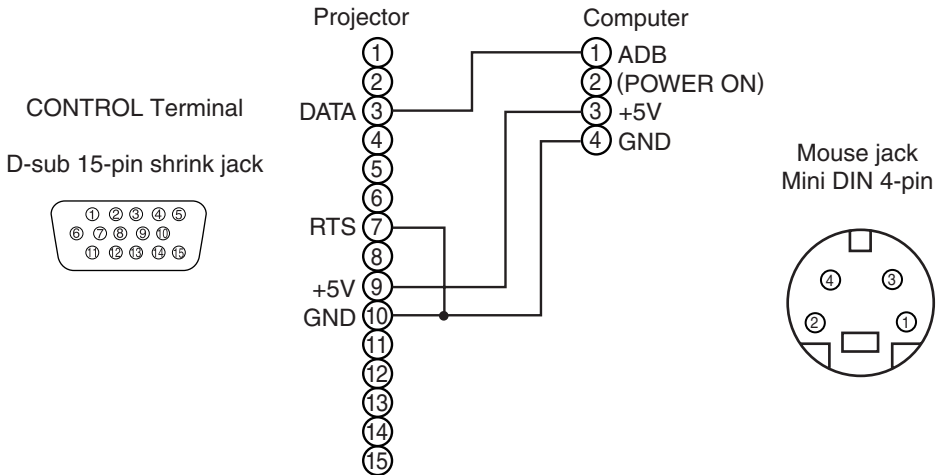 Projector
Computer
CONTROL Terminal
D-sub 15-pin shrink jack
① ② ③ ④ ⑤
⑥ ⑦ ⑧ ⑨ ⑩
⑪ ⑫ ⑬ ⑭ ⑮
①
②
DATA ③
④
⑤
⑥
RTS ⑦
⑧
+5V ⑨
GND ⑩
⑪
⑫
⑬
⑭
⑮
① ADB
② (POWER ON)
③ +5V
④ GND
Mouse jack
Mini DIN 4-pin
④ ③
② ①